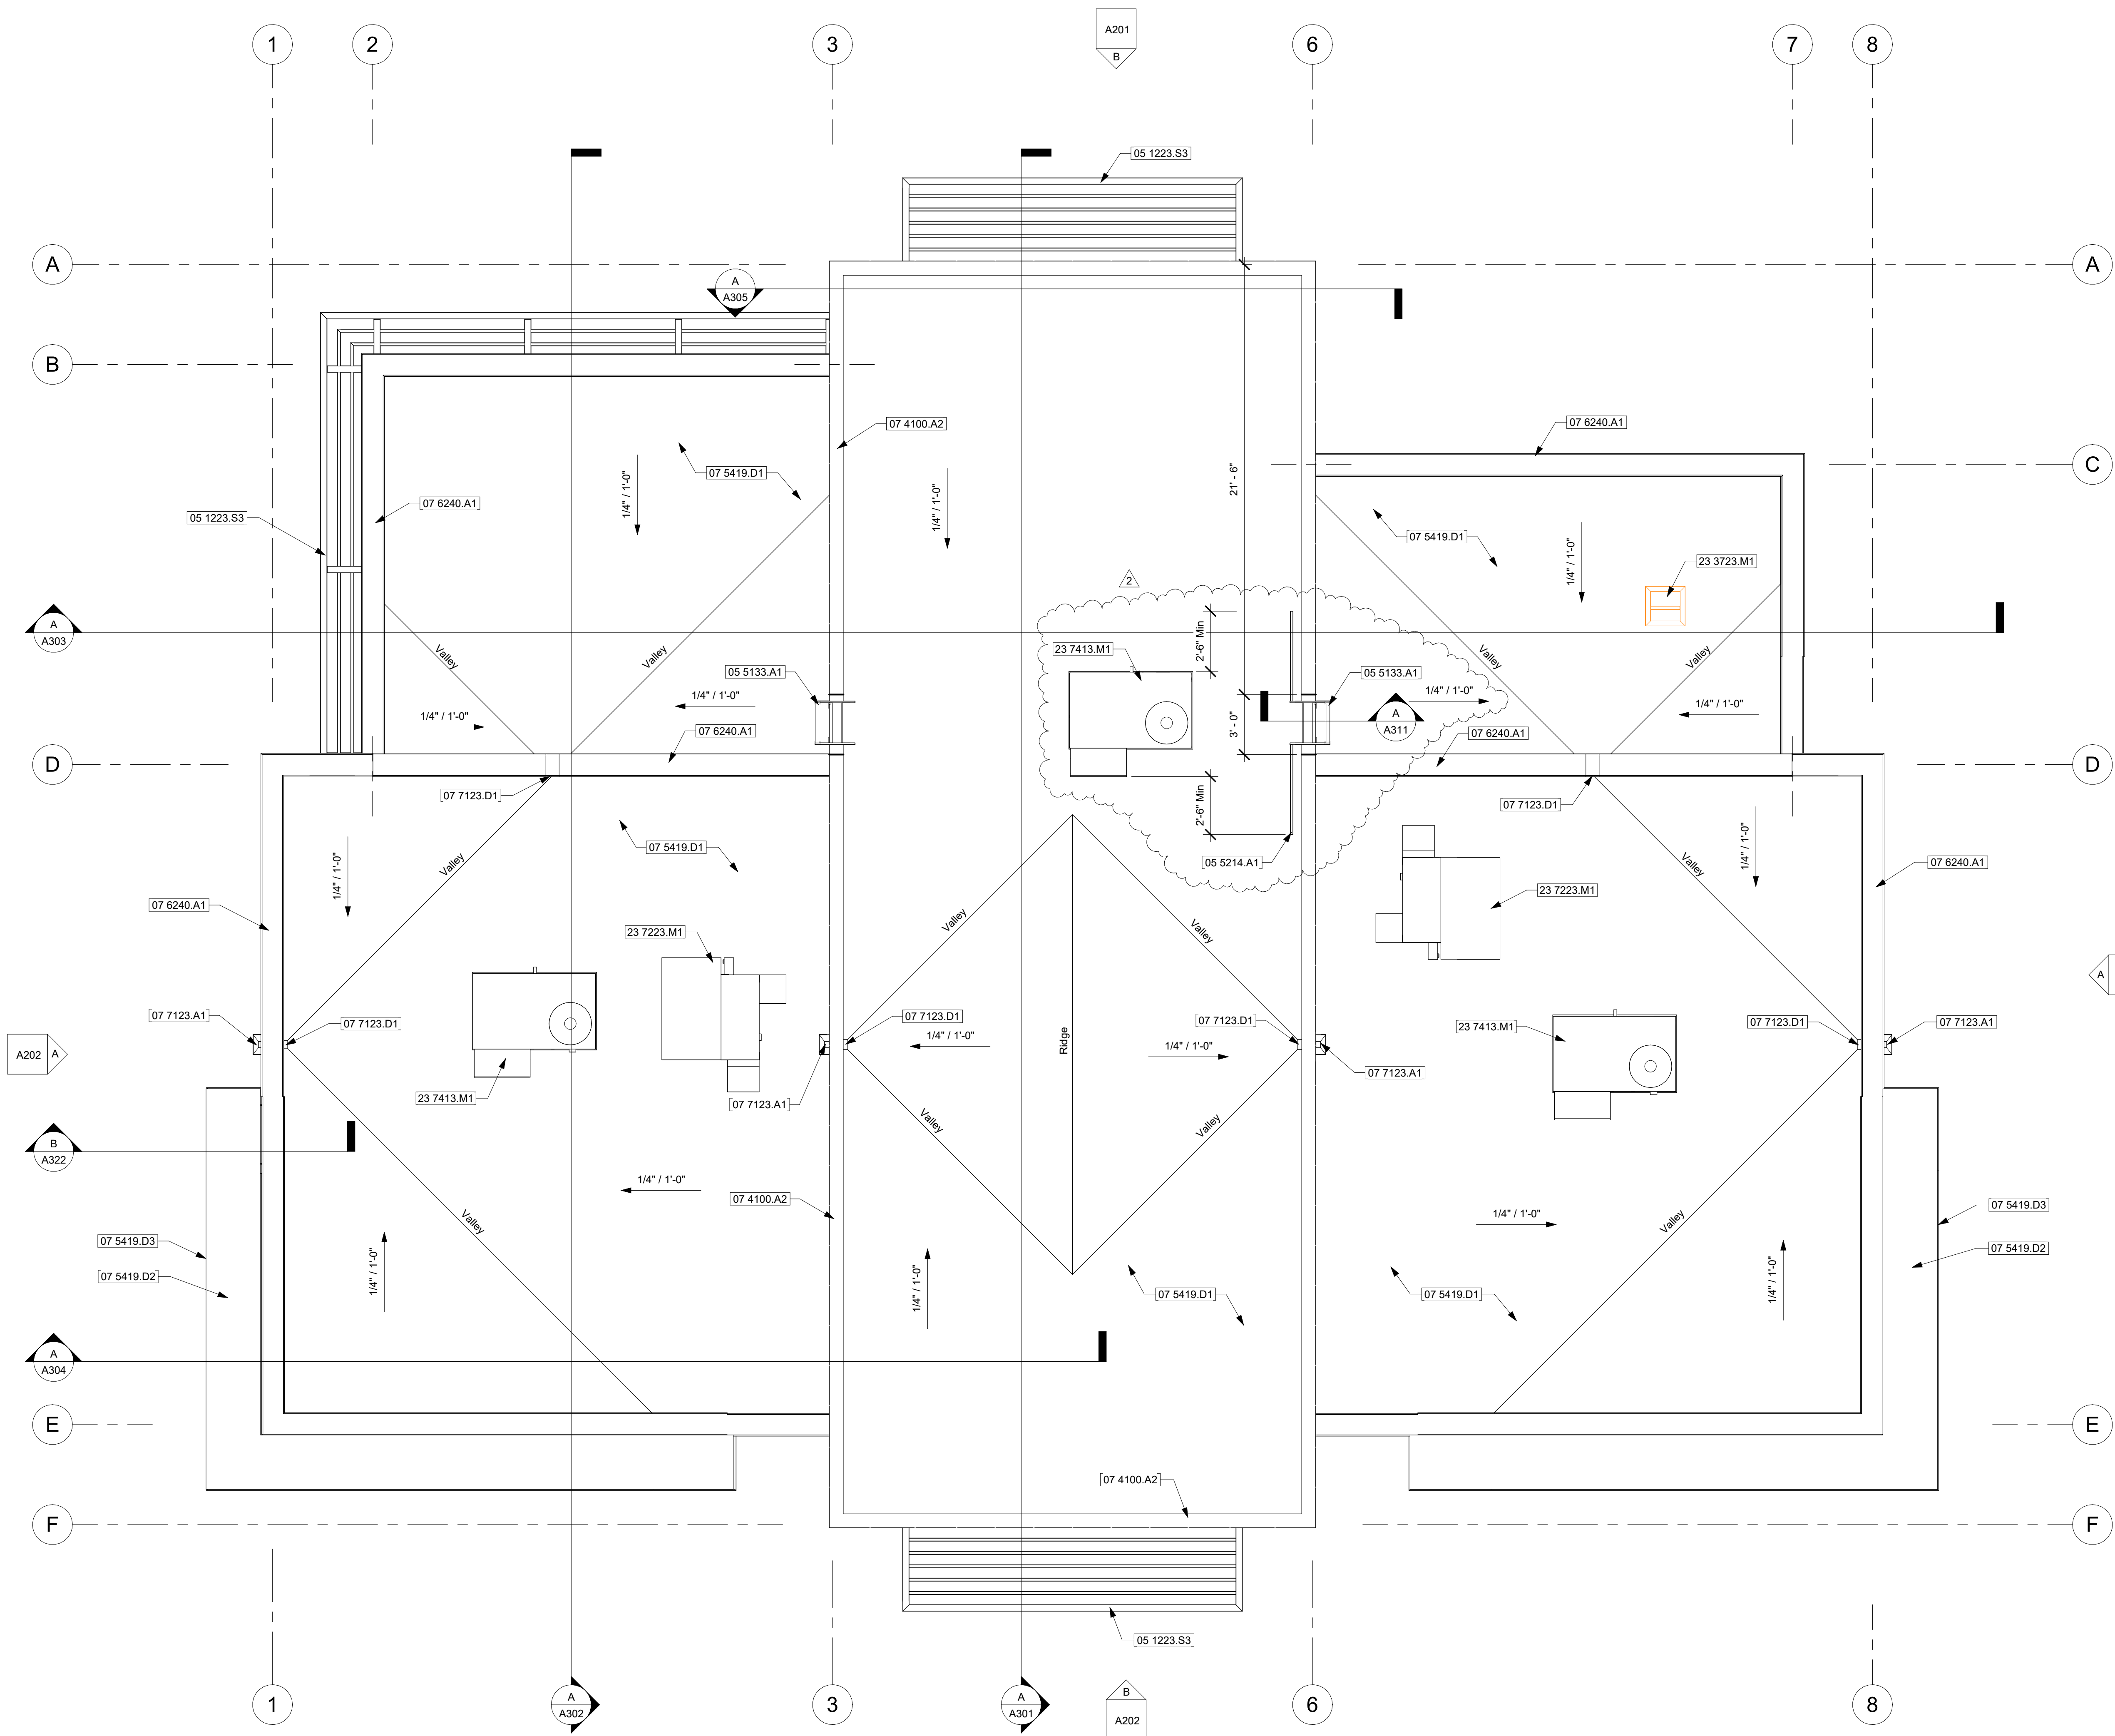 1
2
3
A201
B
6
7
8
05 1223.S3
A
A
A
A305
B
07 4100.A2
07 6240.A1
C
07 5419.D1
1/4" / 1'-0"
1/4" / 1'-0"
21' - 6"
07 6240.A1
05 1223.S3
07 5419.D1
1/4" / 1'-0"
23 3723.M1
2
A
A303
2'-6" Min
23 7413.M1
Valley
Valley
Valley
Valley
05 5133.A1
05 5133.A1
1/4" / 1'-0"
1/4" / 1'-0"
1/4" / 1'-0"
1/4" / 1'-0"
A
A311
3' - 0"
07 6240.A1
07 6240.A1
D
D
07 7123.D1
2'-6" Min
07 7123.D1
07 5419.D1
05 5214.A1
1/4" / 1'-0"
Valley
1/4" / 1'-0"
Valley
07 6240.A1
23 7223.M1
07 6240.A1
Valley
Valley
23 7223.M1
A
07 7123.A1
07 7123.D1
07 7123.D1
07 7123.D1
07 7123.D1
07 7123.A1
23 7413.M1
1/4" / 1'-0"
Ridge
1/4" / 1'-0"
A202
A
07 7123.A1
23 7413.M1
07 7123.A1
Valley
Valley
B
A322
1/4" / 1'-0"
07 4100.A2
Valley
1/4" / 1'-0"
Valley
07 5419.D3
07 5419.D3
07 5419.D2
07 5419.D2
1/4" / 1'-0"
1/4" / 1'-0"
07 5419.D1
07 5419.D1
1/4" / 1'-0"
A
A304
E
E
07 4100.A2
F
F
05 1223.S3
1
A
A302
3
A
A301
B
A202
6
8